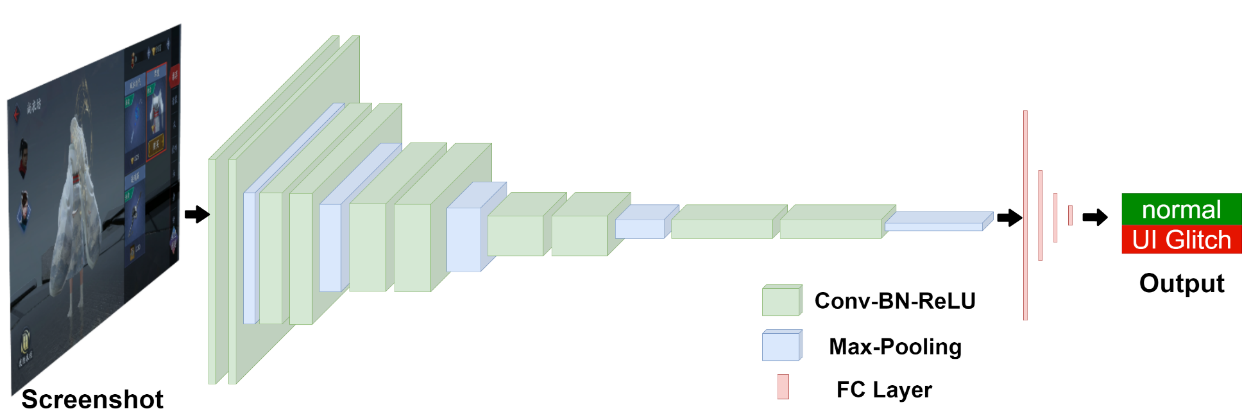 normal
UI Glitch
Output
Conv-BN-ReLU
Max-Pooling
FC Layer
Screenshot